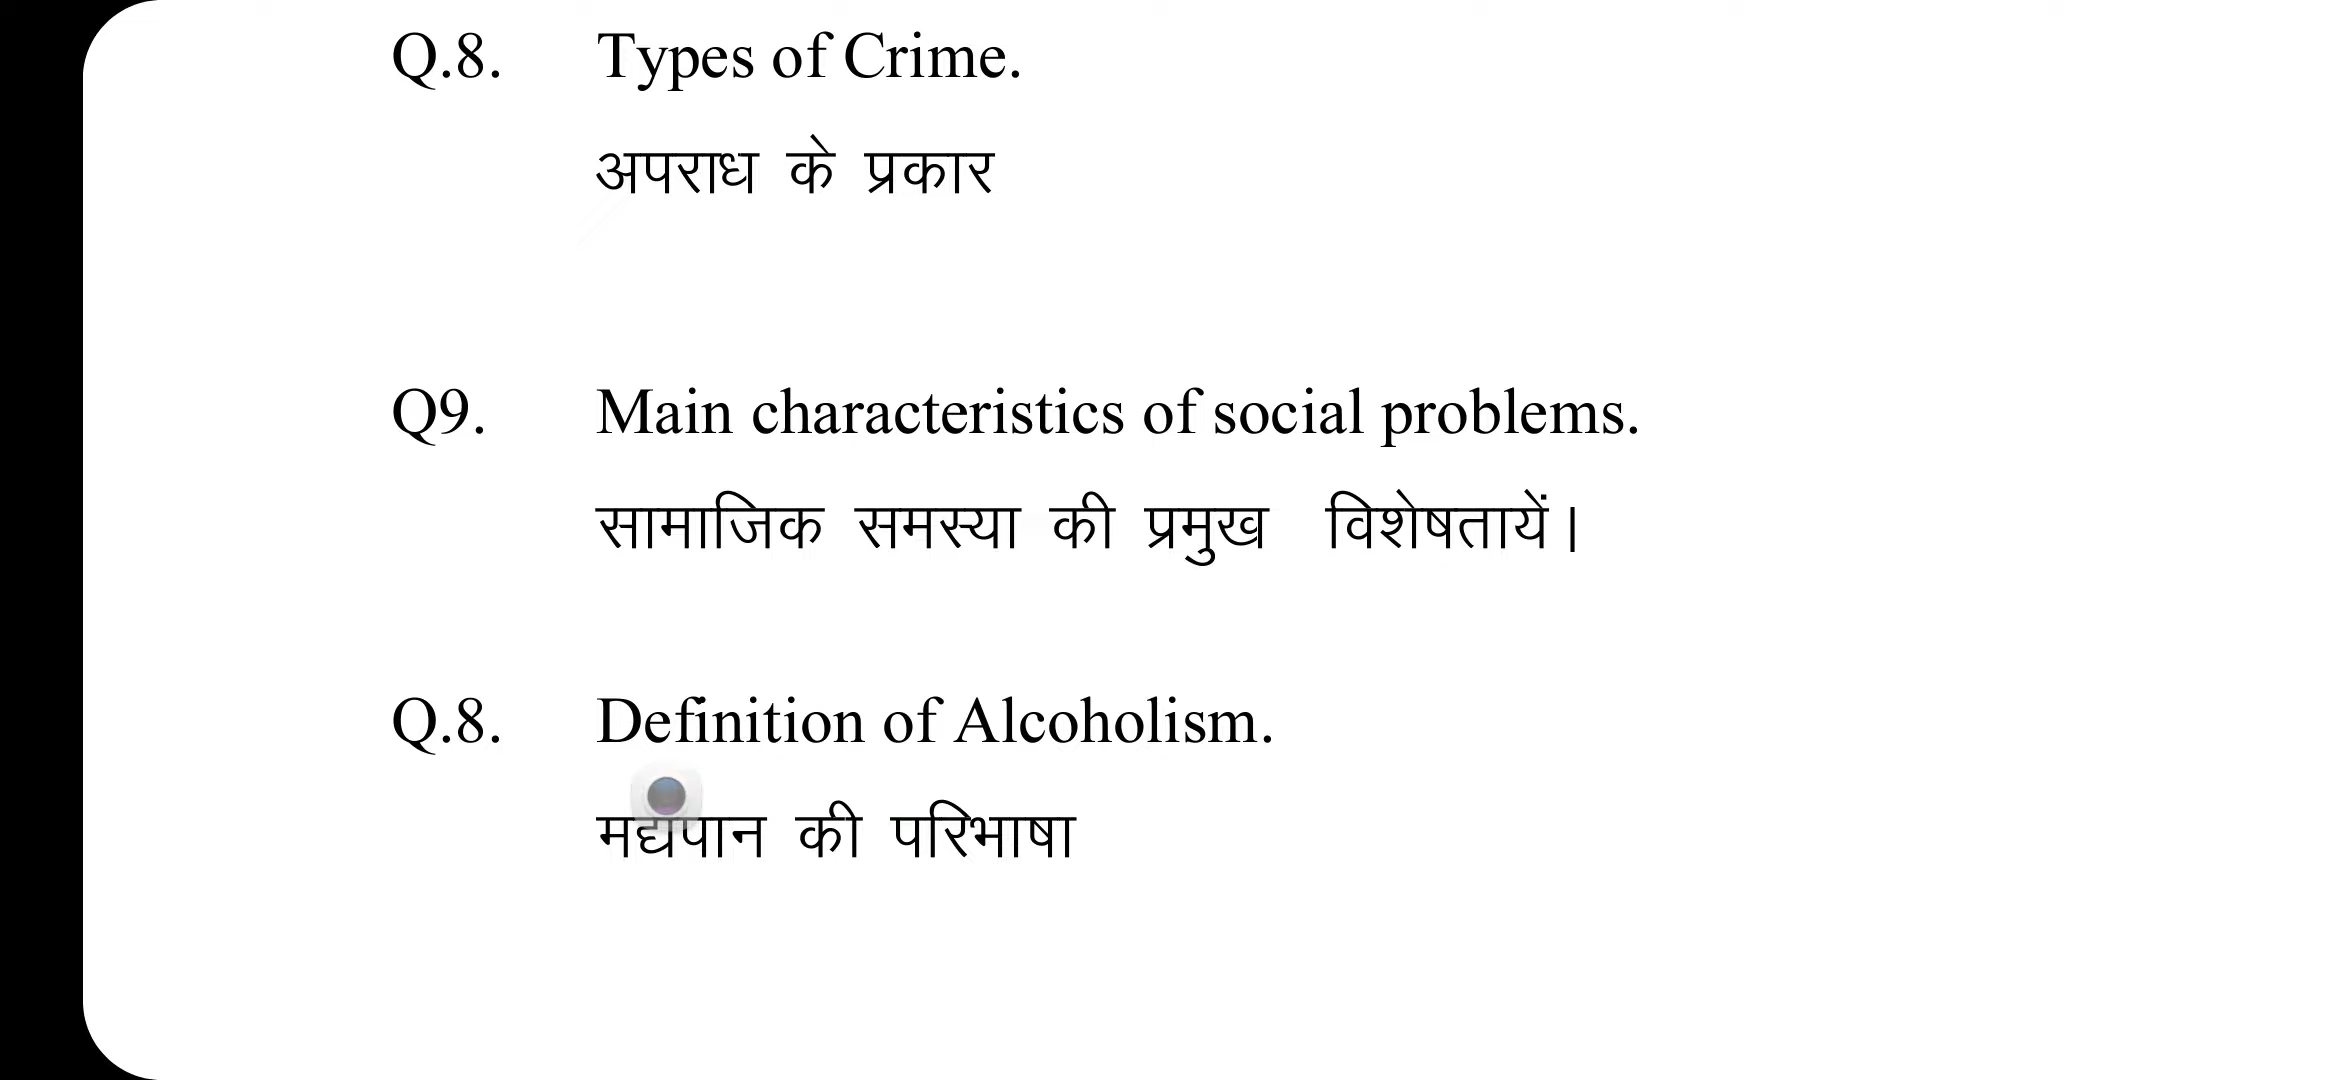 Q.8. Types of Crime.
अपराध के प्रकार
Q9. Main characteristics of social problems.
सामाजिक समस्या की प्रमुख विशेषतायें।
Q.8. Definition of Alcoholism.
मद्यपान की परिभाषा